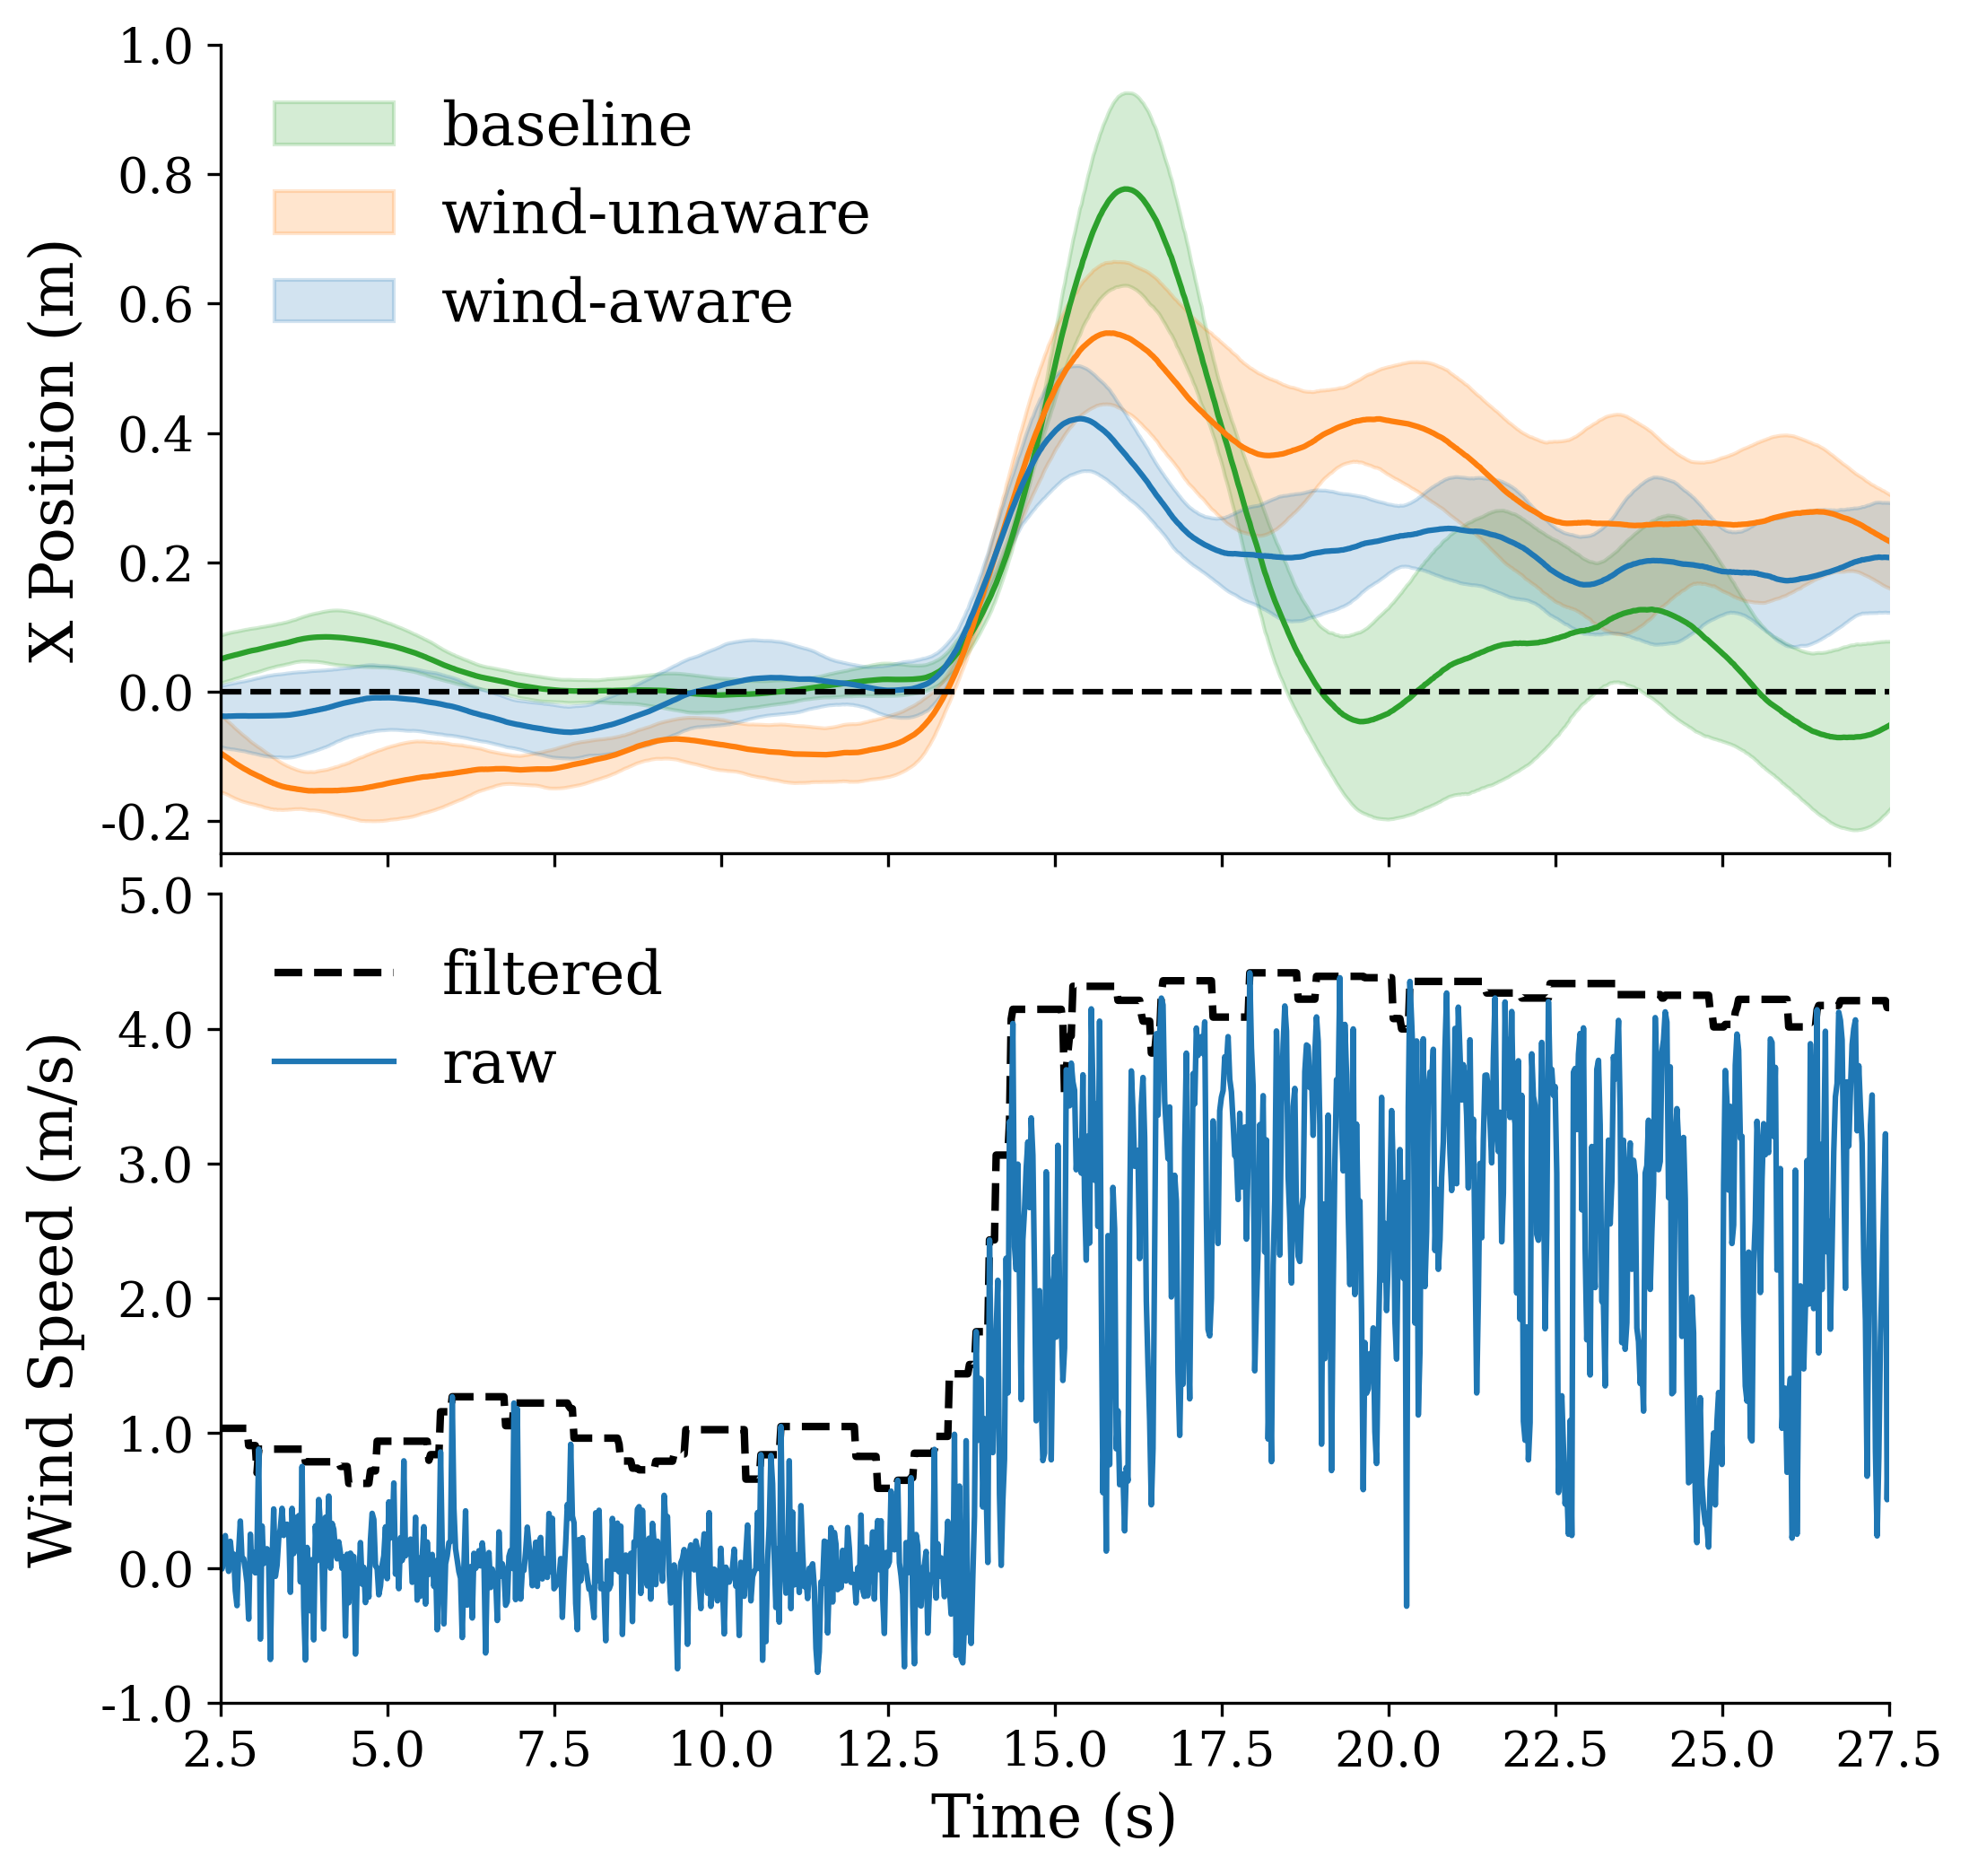 1.0
0.8
0.6
0.4
0.2
0.0
-0.2
X Position (m)
baseline
wind-unaware
wind-aware
5.0
4.0
3.0
2.0
1.0
0.0
-1.0
Wind Speed (m/s)
filtered
raw
2.5 5.0 7.5 10.0 12.5 15.0 17.5 20.0 22.5 25.0 27.5
Time (s)